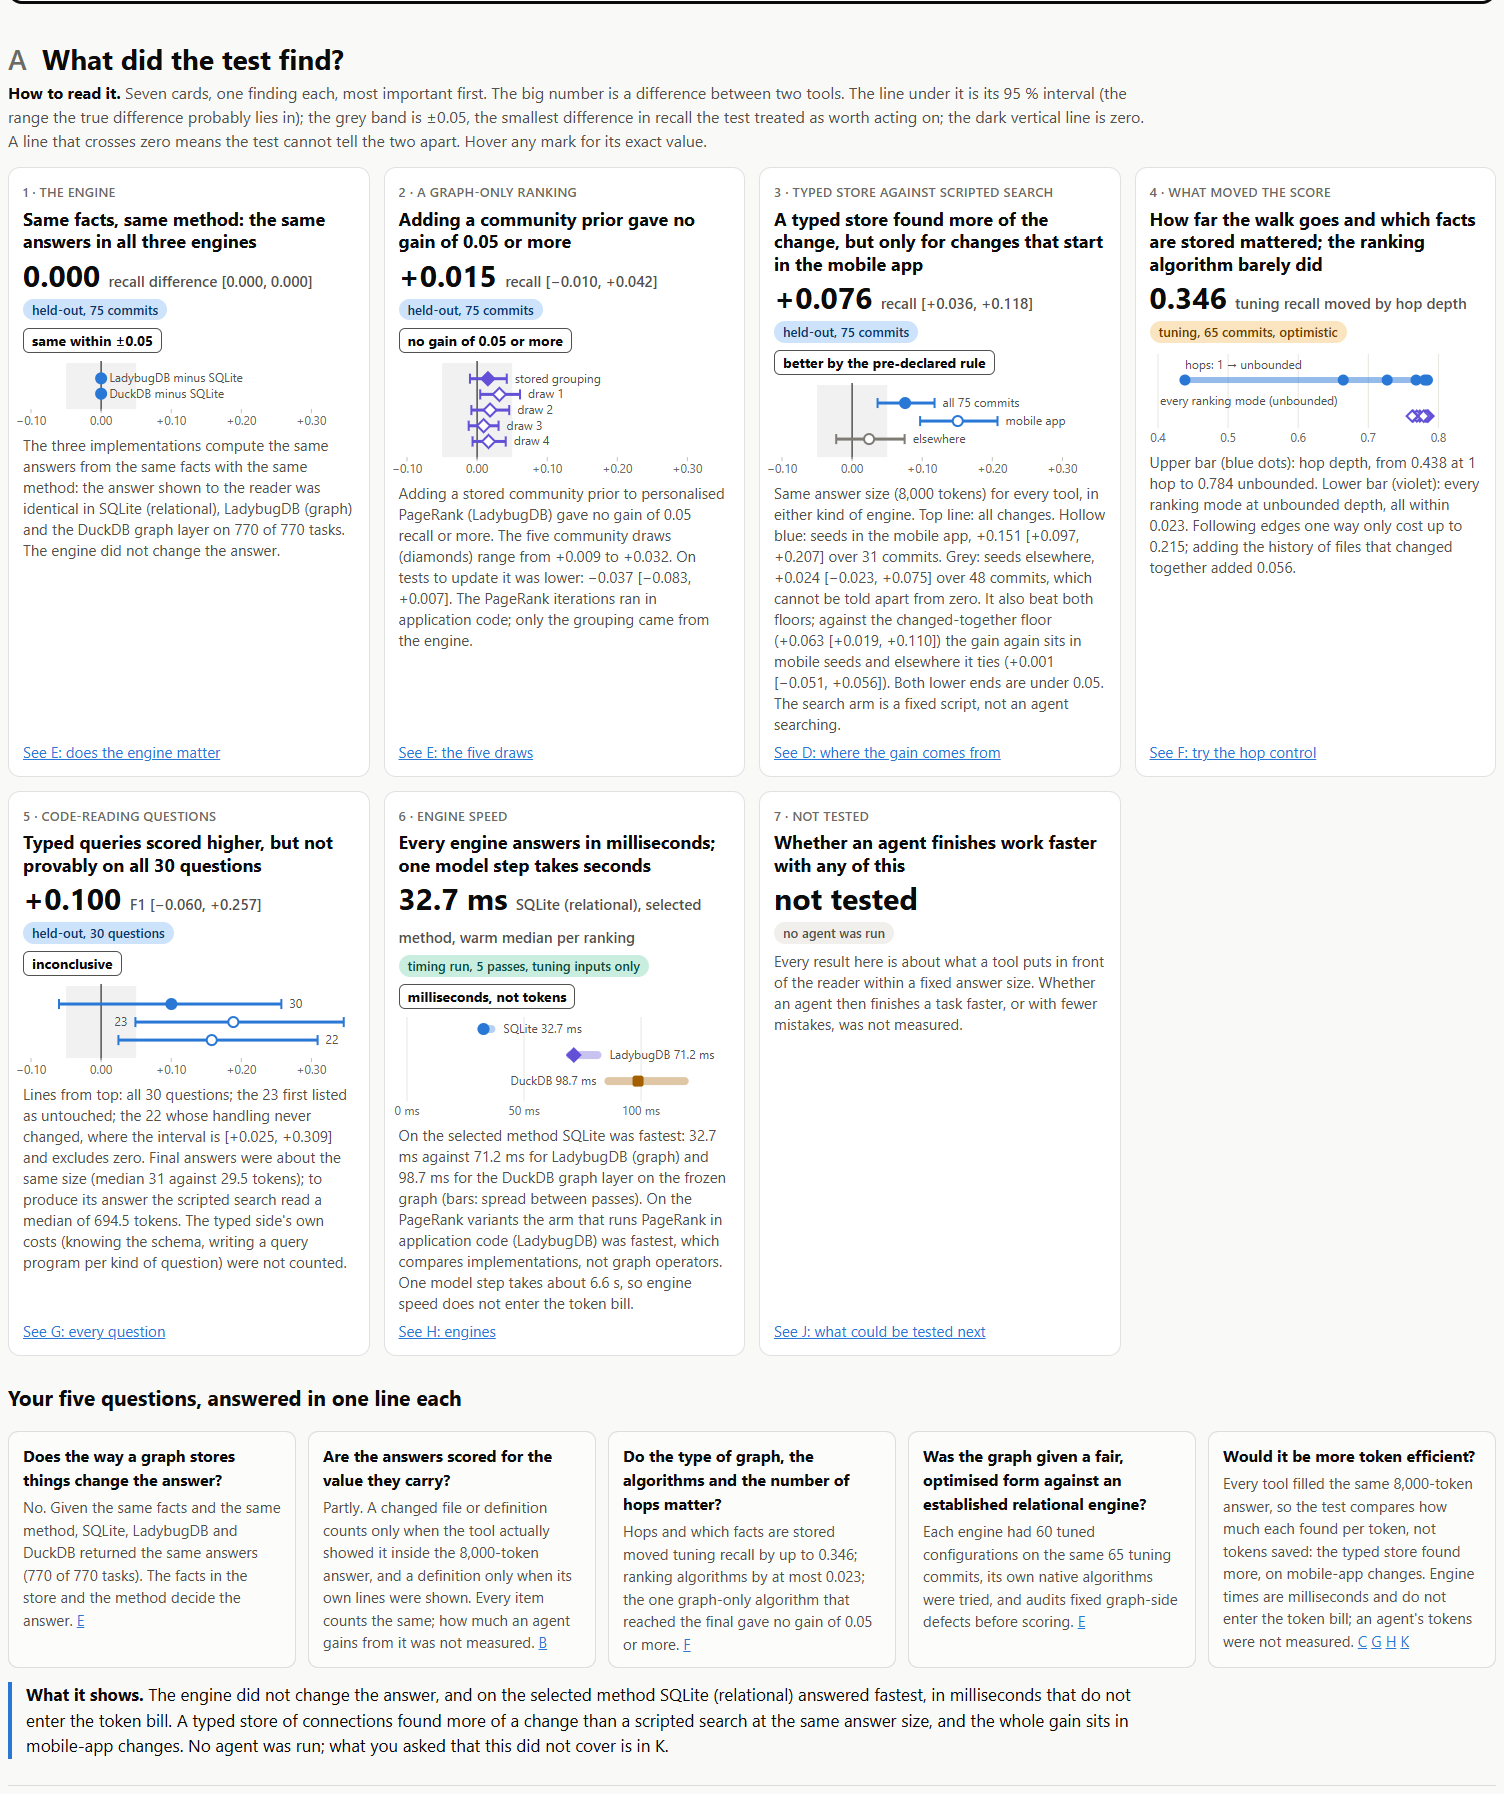 A What did the test find?
How to read it. Seven cards, one finding each, most important first. The big number is a difference between two tools. The line under it is its 95 % interval (the
range the true difference probably lies in); the grey band is ±0.05, the smallest difference in recall the test treated as worth acting on; the dark vertical line is zero.
A line that crosses zero means the test cannot tell the two apart. Hover any mark for its exact value.
1 · THE ENGINE
Same facts, same method: the same
answers in all three engines
0.000 recall difference [0.000, 0.000]
held-out, 75 commits
same within ±0.05
LadybugDB minus SQLite
DuckDB minus SQLite
−0.10 0.00 +0.10 +0.20 +0.30
The three implementations compute the same
answers from the same facts with the same
method: the answer shown to the reader was
identical in SQLite (relational), LadybugDB (graph)
and the DuckDB graph layer on 770 of 770 tasks.
The engine did not change the answer.
See E: does the engine matter
2 · A GRAPH-ONLY RANKING
Adding a community prior gave no
gain of 0.05 or more
+0.015 recall [−0.010, +0.042]
held-out, 75 commits
no gain of 0.05 or more
stored grouping
draw 1
draw 2
draw 3
draw 4
−0.10 0.00 +0.10 +0.20 +0.30
Adding a stored community prior to personalised
PageRank (LadybugDB) gave no gain of 0.05
recall or more. The five community draws
(diamonds) range from +0.009 to +0.032. On
tests to update it was lower: −0.037 [−0.083,
+0.007]. The PageRank iterations ran in
application code; only the grouping came from
the engine.
See E: the five draws
3 · TYPED STORE AGAINST SCRIPTED SEARCH
A typed store found more of the
change, but only for changes that start
in the mobile app
+0.076 recall [+0.036, +0.118]
held-out, 75 commits
better by the pre-declared rule
all 75 commits
mobile app
elsewhere
−0.10 0.00 +0.10 +0.20 +0.30
Same answer size (8,000 tokens) for every tool, in
either kind of engine. Top line: all changes. Hollow
blue: seeds in the mobile app, +0.151 [+0.097,
+0.207] over 31 commits. Grey: seeds elsewhere,
+0.024 [−0.023, +0.075] over 48 commits, which
cannot be told apart from zero. It also beat both
floors; against the changed-together floor
(+0.063 [+0.019, +0.110]) the gain again sits in
mobile seeds and elsewhere it ties (+0.001
[−0.051, +0.056]). Both lower ends are under 0.05.
The search arm is a fixed script, not an agent
searching.
See D: where the gain comes from
4 · WHAT MOVED THE SCORE
How far the walk goes and which facts
are stored mattered; the ranking
algorithm barely did
0.346 tuning recall moved by hop depth
tuning, 65 commits, optimistic
hops: 1 → unbounded
every ranking mode (unbounded)
0.4 0.5 0.6 0.7 0.8
Upper bar (blue dots): hop depth, from 0.438 at 1
hop to 0.784 unbounded. Lower bar (violet): every
ranking mode at unbounded depth, all within
0.023. Following edges one way only cost up to
0.215; adding the history of files that changed
together added 0.056.
See F: try the hop control
5 · CODE-READING QUESTIONS
Typed queries scored higher, but not
provably on all 30 questions
+0.100 F1 [−0.060, +0.257]
held-out, 30 questions
inconclusive
30
23
22
−0.10 0.00 +0.10 +0.20 +0.30
Lines from top: all 30 questions; the 23 first listed
as untouched; the 22 whose handling never
changed, where the interval is [+0.025, +0.309]
and excludes zero. Final answers were about the
same size (median 31 against 29.5 tokens); to
produce its answer the scripted search read a
median of 694.5 tokens. The typed side's own
costs (knowing the schema, writing a query
program per kind of question) were not counted.
See G: every question
6 · ENGINE SPEED
Every engine answers in milliseconds;
one model step takes seconds
32.7 ms SQLite (relational), selected
method, warm median per ranking
timing run, 5 passes, tuning inputs only
milliseconds, not tokens
SQLite 32.7 ms
LadybugDB 71.2 ms
DuckDB 98.7 ms
0 ms 50 ms 100 ms
On the selected method SQLite was fastest: 32.7
ms against 71.2 ms for LadybugDB (graph) and
98.7 ms for the DuckDB graph layer on the frozen
graph (bars: spread between passes). On the
PageRank variants the arm that runs PageRank in
application code (LadybugDB) was fastest, which
compares implementations, not graph operators.
One model step takes about 6.6 s, so engine
speed does not enter the token bill.
See H: engines
7 · NOT TESTED
Whether an agent finishes work faster
with any of this
not tested
no agent was run
Every result here is about what a tool puts in front
of the reader within a fixed answer size. Whether
an agent then finishes a task faster, or with fewer
mistakes, was not measured.
See J: what could be tested next
Your five questions, answered in one line each
Does the way a graph stores
things change the answer?
No. Given the same facts and the same
method, SQLite, LadybugDB and
DuckDB returned the same answers
(770 of 770 tasks). The facts in the
store and the method decide the
answer. E
Are the answers scored for the
value they carry?
Partly. A changed file or definition
counts only when the tool actually
showed it inside the 8,000-token
answer, and a definition only when its
own lines were shown. Every item
counts the same; how much an agent
gains from it was not measured. B
Do the type of graph, the
algorithms and the number of
hops matter?
Hops and which facts are stored
moved tuning recall by up to 0.346;
ranking algorithms by at most 0.023;
the one graph-only algorithm that
reached the final gave no gain of 0.05
or more. F
Was the graph given a fair,
optimised form against an
established relational engine?
Each engine had 60 tuned
configurations on the same 65 tuning
commits, its own native algorithms
were tried, and audits fixed graph-side
defects before scoring. E
Would it be more token efficient?
Every tool filled the same 8,000-token
answer, so the test compares how
much each found per token, not
tokens saved: the typed store found
more, on mobile-app changes. Engine
times are milliseconds and do not
enter the token bill; an agent's tokens
were not measured. C G H K
What it shows. The engine did not change the answer, and on the selected method SQLite (relational) answered fastest, in milliseconds that do not
enter the token bill. A typed store of connections found more of a change than a scripted search at the same answer size, and the whole gain sits in
mobile-app changes. No agent was run; what you asked that this did not cover is in K.